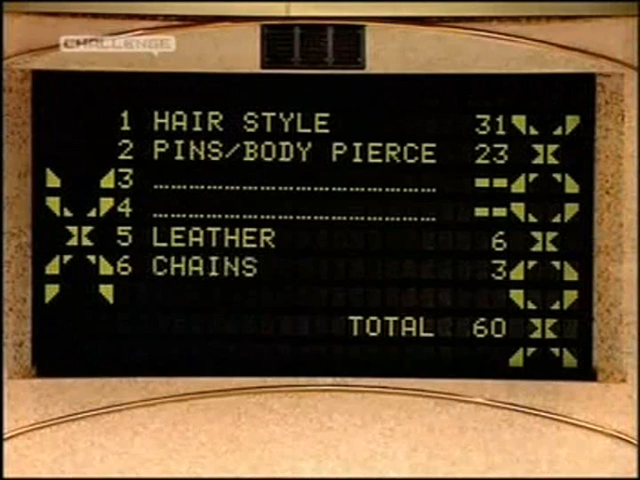 CHALLENGE
1 HAIR STYLE 31
2 PINS/BODY PIERCE 23
3 .............................. --
4 .............................. --
5 LEATHER 6
6 CHAINS 3
TOTAL 60